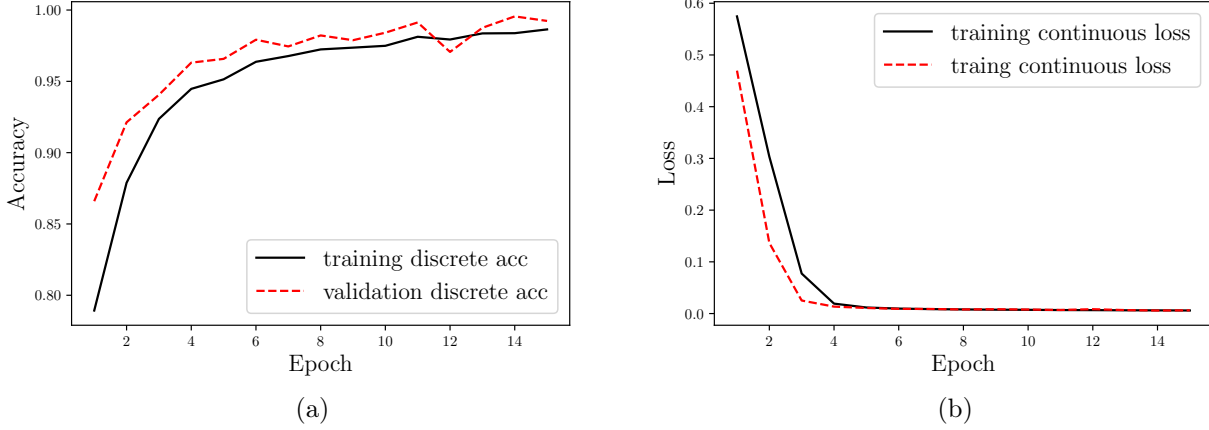 1.00
0.95
0.90
0.85
0.80
Accuracy
training discrete acc
validation discrete acc
2 4 6 8 10 12 14
Epoch
(a)
0.6
0.5
0.4
0.3
0.2
0.1
0.0
Loss
training continuous loss
traing continuous loss
2 4 6 8 10 12 14
Epoch
(b)